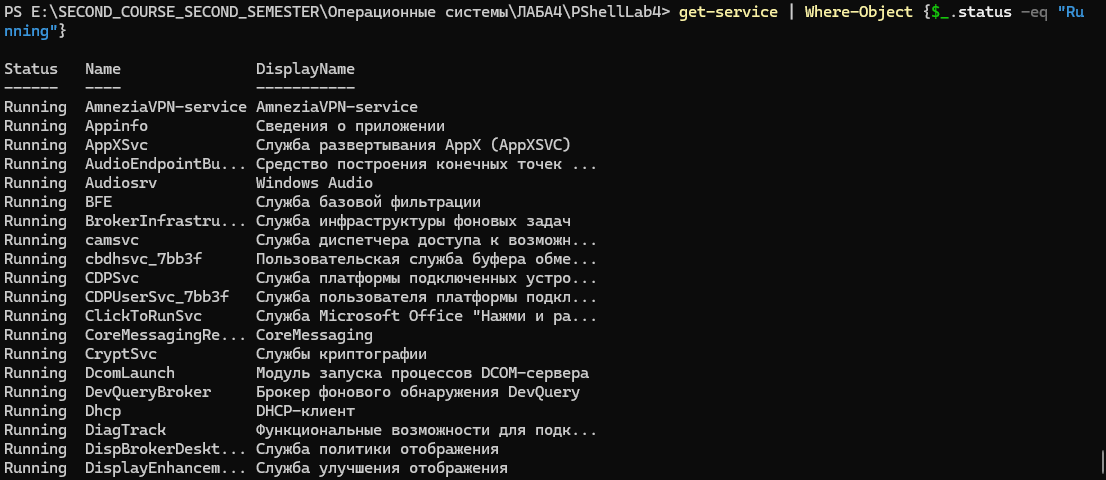 PS E:\SECOND_COURSE_SECOND_SEMESTER\Операционные системы\ЛАБА4\PShellLab4> get-service | Where-Object {$_.status -eq "Ru
nning"}
Status Name DisplayName
------ ---- -----------
Running AmneziaVPN-service AmneziaVPN-service
Running Appinfo Сведения о приложении
Running AppXSvc Служба развертывания AppX (AppXSVC)
Running AudioEndpointBu... Средство построения конечных точек ...
Running Audiosrv Windows Audio
Running BFE Служба базовой фильтрации
Running BrokerInfrastru... Служба инфраструктуры фоновых задач
Running camsvc Служба диспетчера доступа к возможн...
Running cbdhsvc_7bb3f Пользовательская служба буфера обме...
Running CDPSvc Служба платформы подключенных устро...
Running CDPUserSvc_7bb3f Служба пользователя платформы подкл...
Running ClickToRunSvc Служба Microsoft Office "Нажми и ра...
Running CoreMessagingRe... CoreMessaging
Running CryptSvc Службы криптографии
Running DcomLaunch Модуль запуска процессов DCOM-сервера
Running DevQueryBroker Брокер фонового обнаружения DevQuery
Running Dhcp DHCP-клиент
Running DiagTrack Функциональные возможности для подк...
Running DispBrokerDeskt... Служба политики отображения
Running DisplayEnhancem... Служба улучшения отображения